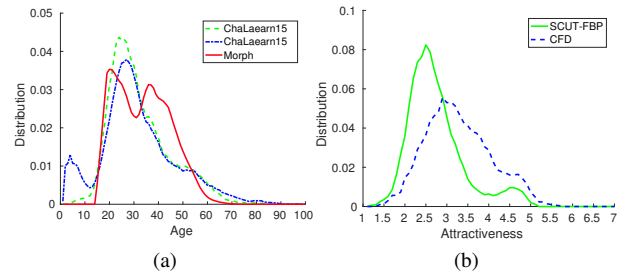 0.05
0.04
0.03
0.02
0.01
0
Distribution
0 10 20 30 40 50 60 70 80 90 100
Age
ChaLaearn15
ChaLaearn15
Morph
(a)
0.1
0.08
0.06
0.04
0.02
0
Distribution
1 1.5 2 2.5 3 3.5 4 4.5 5 5.5 6 6.5 7
Attractiveness
SCUT-FBP
CFD
(b)